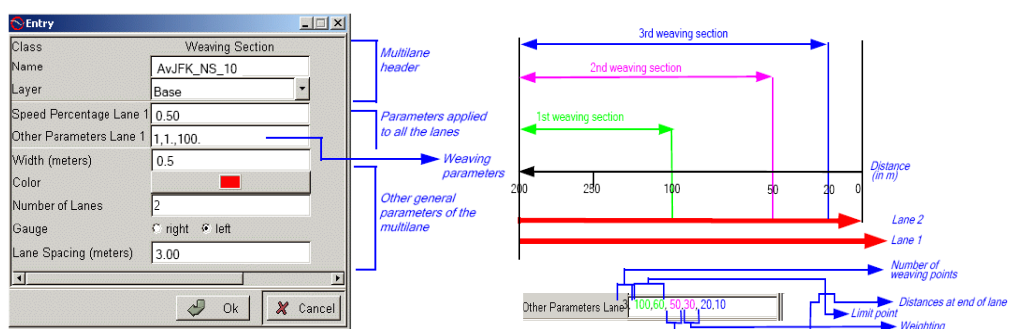 Entry
Class Weaving Section
Name AvJFK_NS_10
Layer Base
Speed Percentage Lane 1 0.50
Other Parameters Lane 1 1,1.,100.
Width (meters) 0.5
Color
Number of Lanes 2
Gauge right left
Lane Spacing (meters) 3.00
Ok Cancel
Multilane
header
Parameters applied
to all the lanes
Weaving
parameters
Other general
parameters of the
multilane
3rd weaving section
2nd weaving section
1st weaving section
Distance
(in m)
200 250 100 50 20 0
Lane 2
Lane 1
Number of
weaving points
Other Parameters Lane 3, 100,60, 50,30, 20,10
Distances at end of lane
Limit point
Weighting